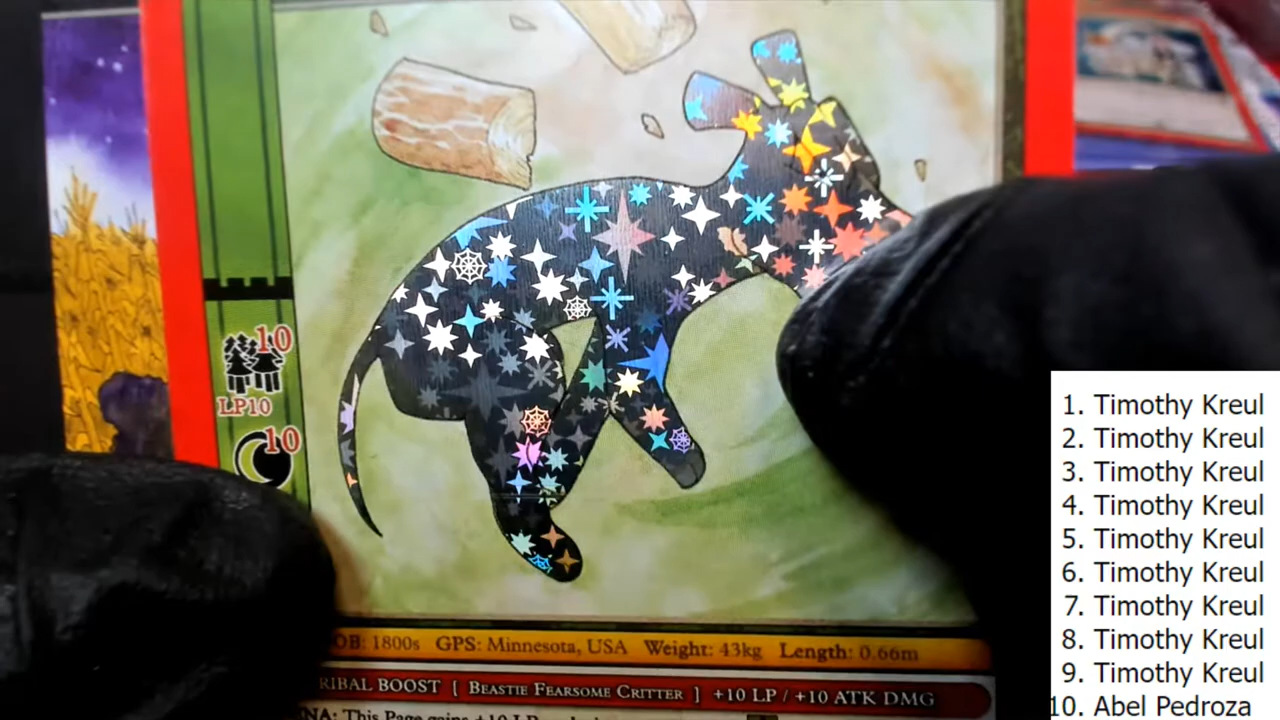 10
LP10
10
OB: 1800s GPS: Minnesota, USA Weight: 43kg Length: 0.66m
RIBAL BOOST [ BEASTIE FEARSOME CRITTER ] +10 LP / +10 ATK DMG
NA: This Page gains +10 LP
1. Timothy Kreul
2. Timothy Kreul
3. Timothy Kreul
4. Timothy Kreul
5. Timothy Kreul
6. Timothy Kreul
7. Timothy Kreul
8. Timothy Kreul
9. Timothy Kreul
10. Abel Pedroza